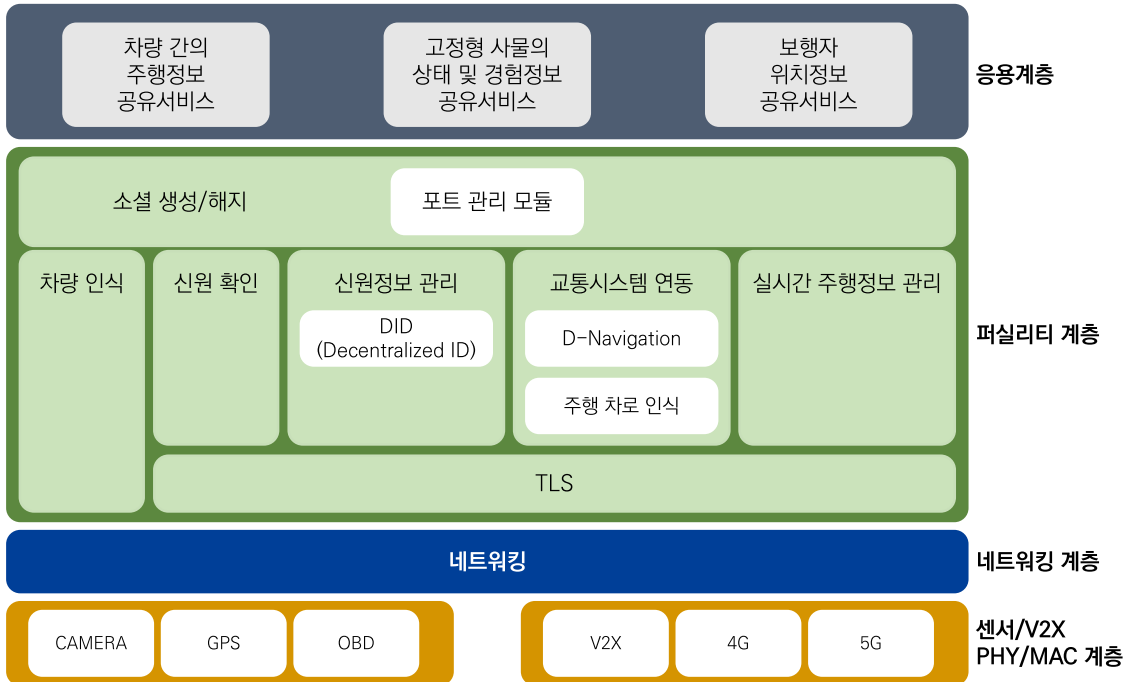 차량 간의
주행정보
공유서비스
고정형 사물의
상태 및 경험정보
공유서비스
보행자
위치정보
공유서비스
응용계층
소셜 생성/해지
포트 관리 모듈
차량 인식
신원 확인
신원정보 관리
DID
(Decentralized ID)
교통시스템 연동
D-Navigation
주행 차로 인식
실시간 주행정보 관리
TLS
퍼실리티 계층
네트워킹
네트워킹 계층
CAMERA
GPS
OBD
V2X
4G
5G
센서/V2X
PHY/MAC 계층